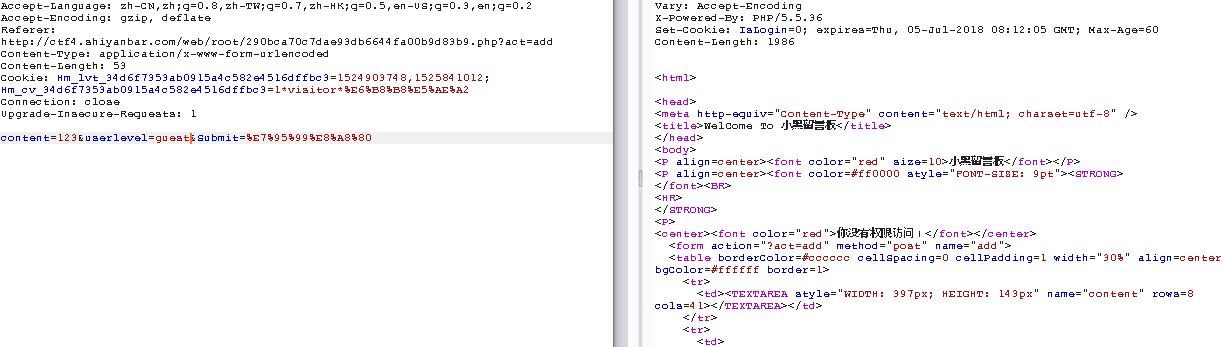 Accept-Language: zh-CN,zh;q=0.8,zh-TW;q=0.7,zh-HK;q=0.5,en-US;q=0.3,en;q=0.2
Accept-Encoding: gzip, deflate
Referer:
http://ctf4.shiyanbar.com/web/root/290bca70c7dae93db6644fa00b9d83b9.php?act=add
Content-Type: application/x-www-form-urlencoded
Content-Length: 53
Cookie: Hm_lvt_34d6f7353ab0915a4c582e4516dffbc3=1524903748,1525841012;
Hm_cv_34d6f7353ab0915a4c582e4516dffbc3=1*visitor*%E6%B8%B8%E5%AE%A2
Connection: close
Upgrade-Insecure-Requests: 1
content=123&userlevel=guest&Submit=%E7%95%99%E8%A8%80
Vary: Accept-Encoding
X-Powered-By: PHP/5.5.36
Set-Cookie: IsLogin=0; expires=Thu, 05-Jul-2018 08:12:05 GMT; Max-Age=60
Content-Length: 1986
<html>
<head>
<meta http-equiv="Content-Type" content="text/html; charset=utf-8" />
<title>Welcome To 小黑留言板</title>
</head>
<body>
<P align=center><font color="red" size=10>小黑留言板</font></P>
<P align=center><font color=#ff0000 style="FONT-SIZE: 9pt"><STRONG>
</font><BR>
<HR>
</STRONG>
<P>
<center><font color="red">你没有权限访问！</font></center>
<form action="?act=add" method="post" name="add">
<table borderColor=#cccccc cellSpacing=0 cellPadding=1 width="30%" align=center
bgColor=#ffffff border=1>
<tr>
<td><TEXTAREA style="WIDTH: 397px; HEIGHT: 143px" name="content" rows=8
cols=41></TEXTAREA></td>
</tr>
<tr>
<td>